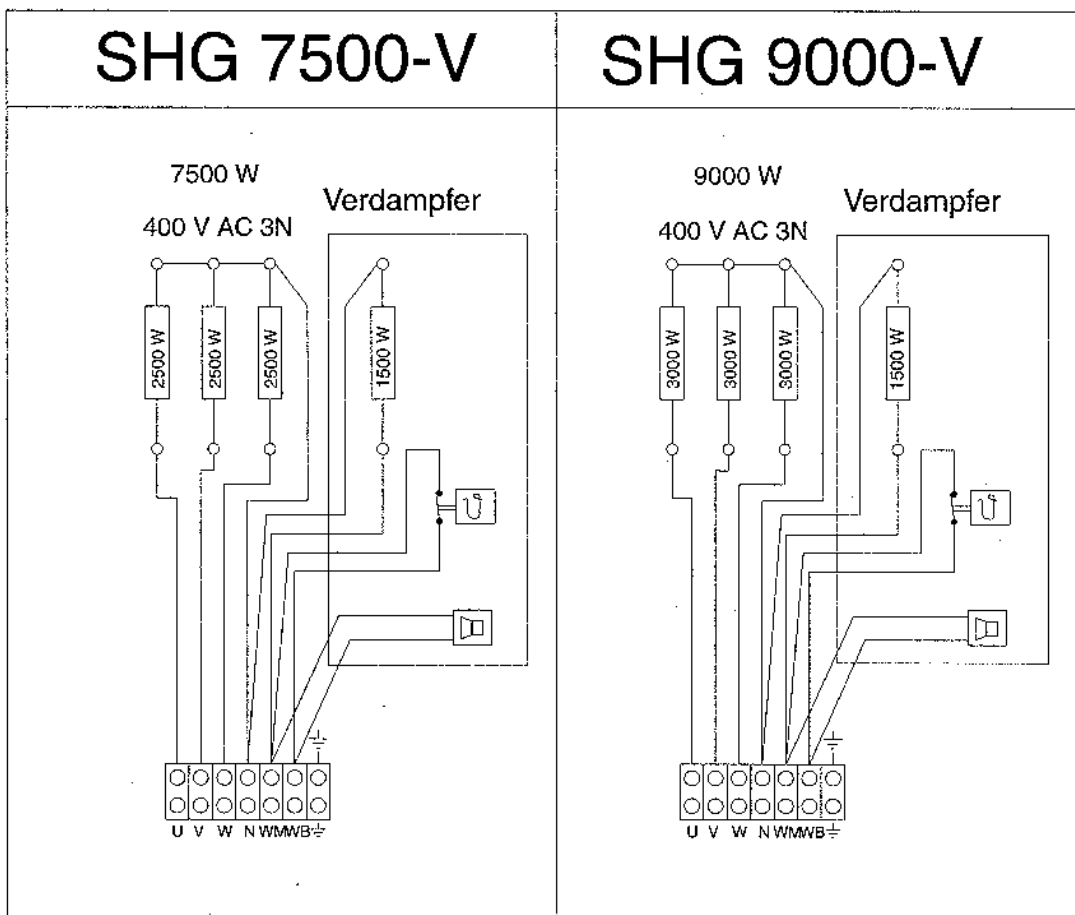 SHG 7500-V
7500 W
400 V AC 3N
Verdampfer
2500 W
2500 W
2500 W
1500 W
U V W N WM WB
SHG 9000-V
9000 W
400 V AC 3N
Verdampfer
3000 W
3000 W
3000 W
1500 W
U V W N WM WB